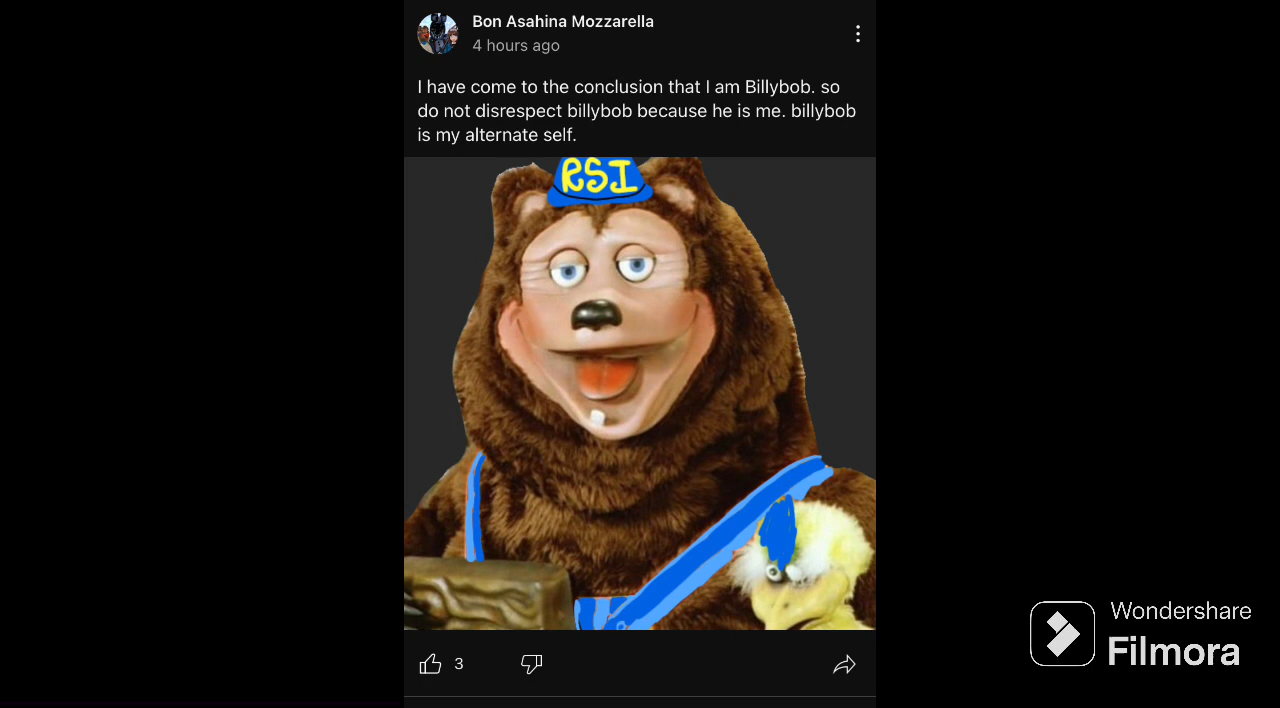 Bon Asahina Mozzarella
4 hours ago
I have come to the conclusion that I am Billybob. so
do not disrespect billybob because he is me. billybob
is my alternate self.
RSI
3
Wondershare
Filmora